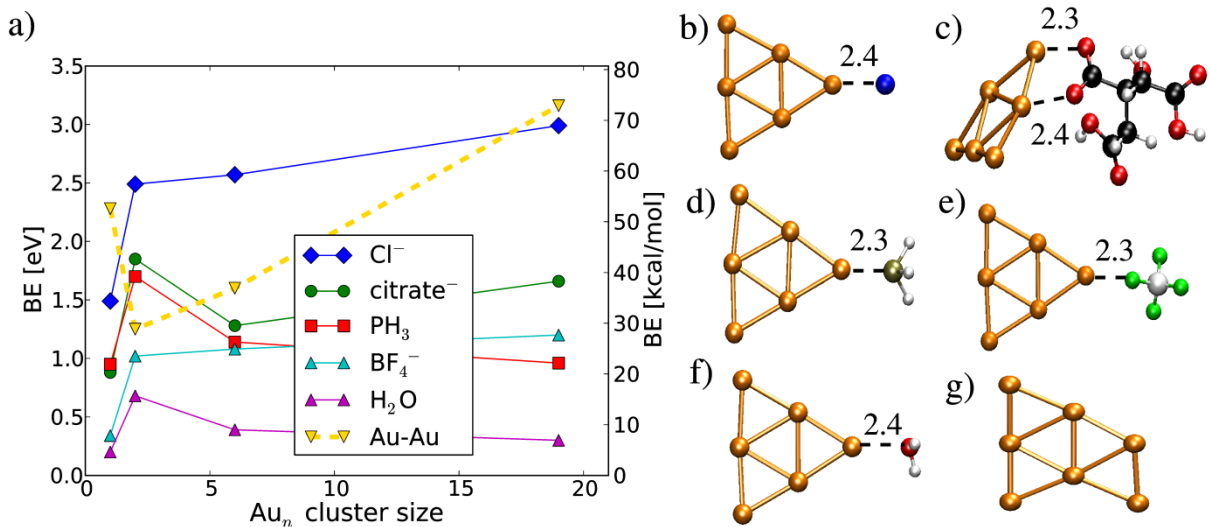 a)
3.5
3.0
2.5
2.0
1.5
1.0
0.5
0.0
BE [eV]
0
5
10
15
20
Au_n cluster size
80
70
60
50
40
30
20
10
0
BE [kcal/mol]
Cl⁻
citrate⁻
PH₃
BF₄⁻
H₂O
Au-Au
b)
2.4
c)
2.3
2.4
d)
2.3
e)
2.3
f)
2.4
g)